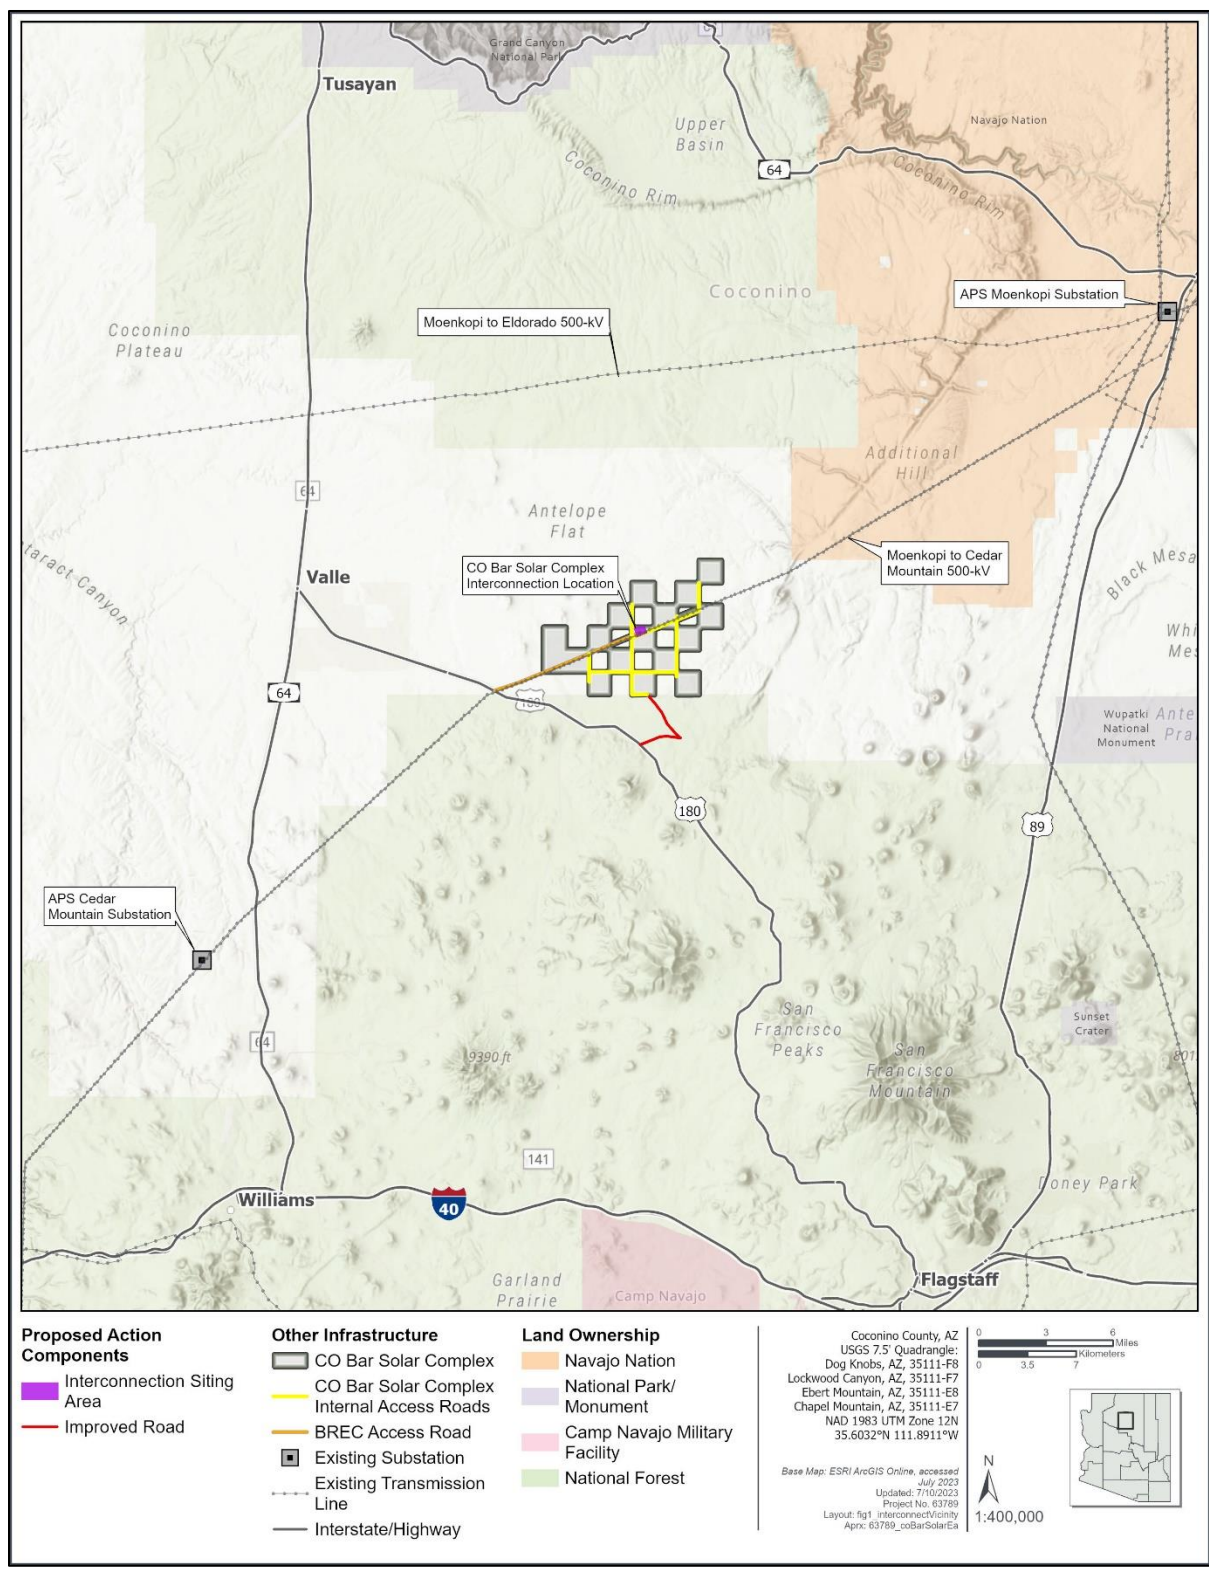 Grand Canyon
National Park
Tusayan
Upper
Basin
Navajo Nation
Coconino Rim
64
Coconino Rim
Coconino
APS Moenkopi Substation
Moenkopi to Eldorado 500-kV
Coconino
Plateau
Additional
Hill
64
Antelope
Flat
Moenkopi to Cedar
Mountain 500-kV
CO Bar Solar Complex
Interconnection Location
Valle
taract Canyon
Black Mesa
Whi
Mes
64
180
Wupatki
National
Monument
Ante
Pra
180
89
APS Cedar
Mountain Substation
San
Francisco
Peaks
Sunset
Crater
64
9390 ft
San
Francisco
Mountain
801
141
Doney Park
Williams
40
Garland
Prairie
Camp Navajo
Flagstaff
Proposed Action
Components
Interconnection Siting
Area
Improved Road
Other Infrastructure
CO Bar Solar Complex
CO Bar Solar Complex
Internal Access Roads
BREC Access Road
Existing Substation
Existing Transmission
Line
Interstate/Highway
Land Ownership
Navajo Nation
National Park/
Monument
Camp Navajo Military
Facility
National Forest
Coconino County, AZ
USGS 7.5' Quadrangle:
Dog Knobs, AZ, 35111-F8
Lockwood Canyon, AZ, 35111-F7
Ebert Mountain, AZ, 35111-E8
Chapel Mountain, AZ, 35111-E7
NAD 1983 UTM Zone 12N
35.6032°N 111.8911°W
Base Map: ESRI ArcGIS Online, accessed
July 2023
Updated: 7/10/2023
Project No. 63789
Layout: fig1_interconnectVicinity
Aprx: 63789_coBarSolarEa
0 3 6
Miles
Kilometers
0 3.5 7
N
1:400,000